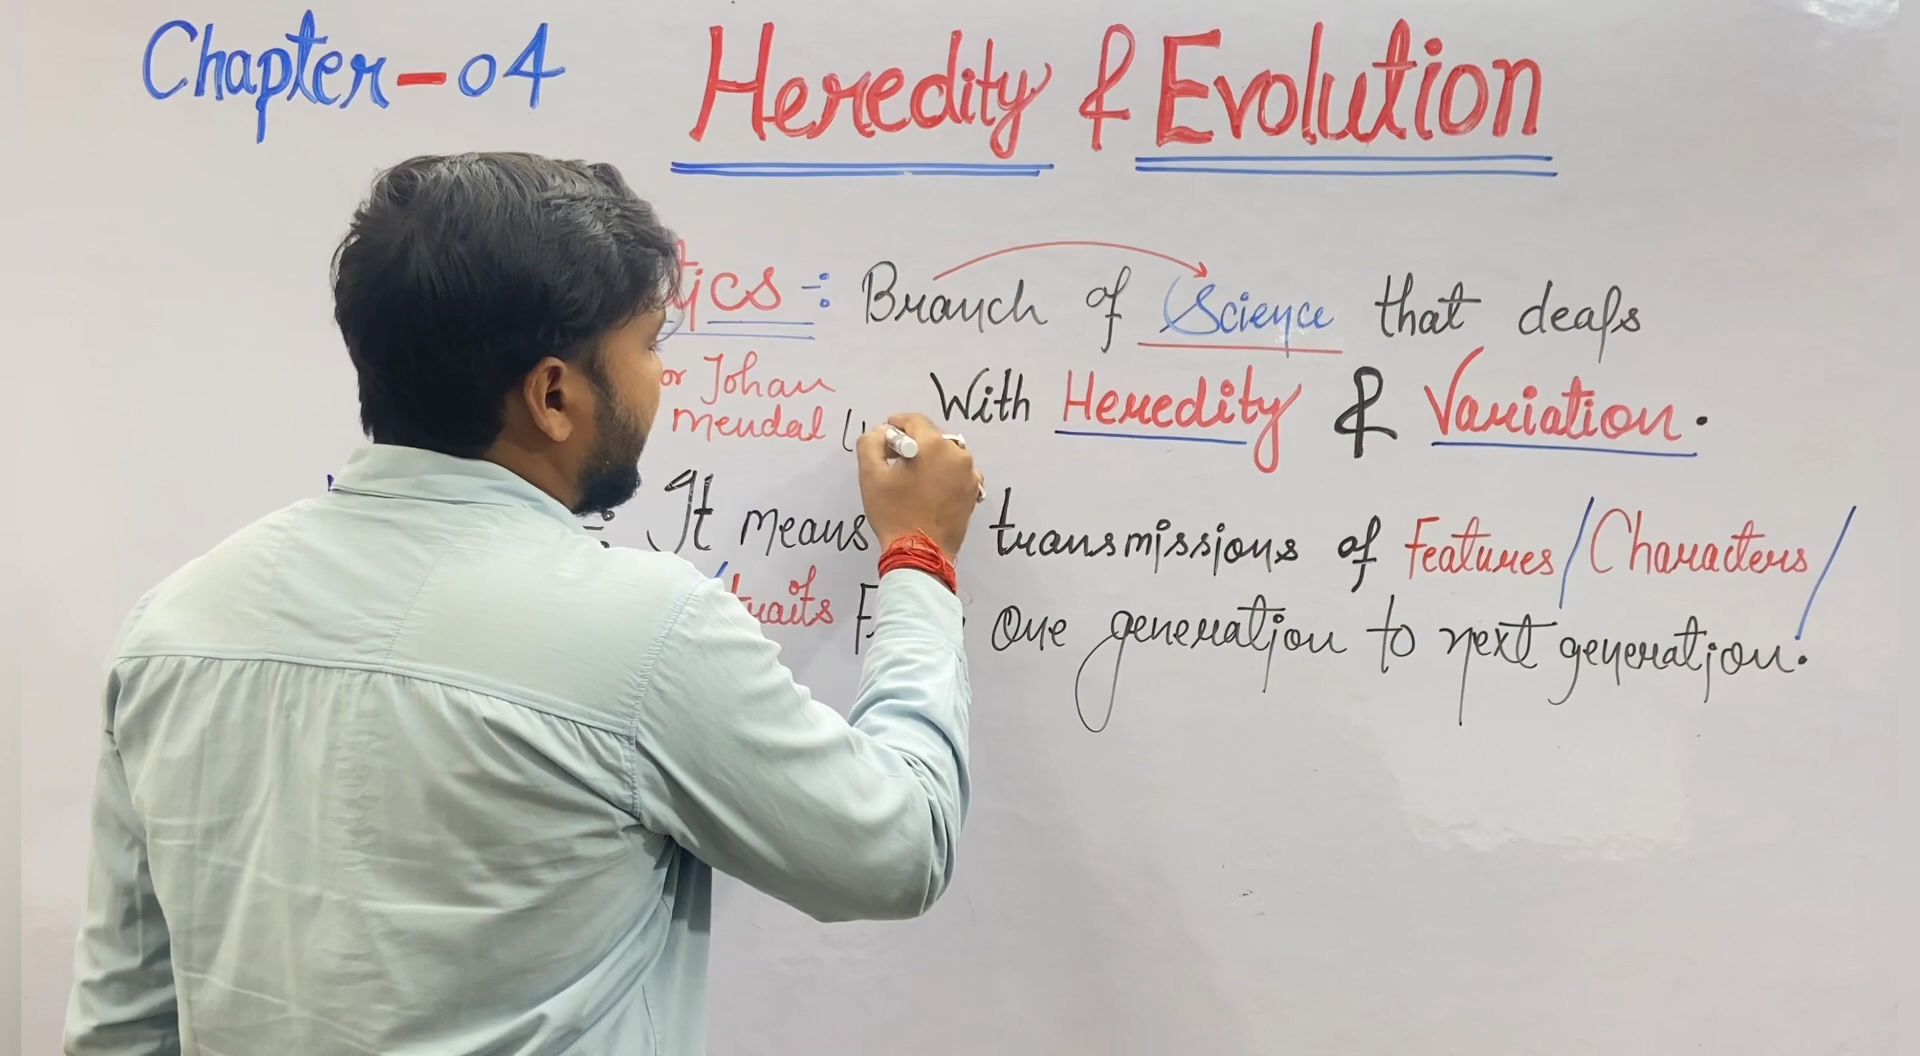 Chapter-04 Heredity & Evolution
tics -: Branch of Science that deals
or Johan
With Heredity & Variation.
Mendal (
It means transmissions of Features/Characters/
traits F one generation to next generation.